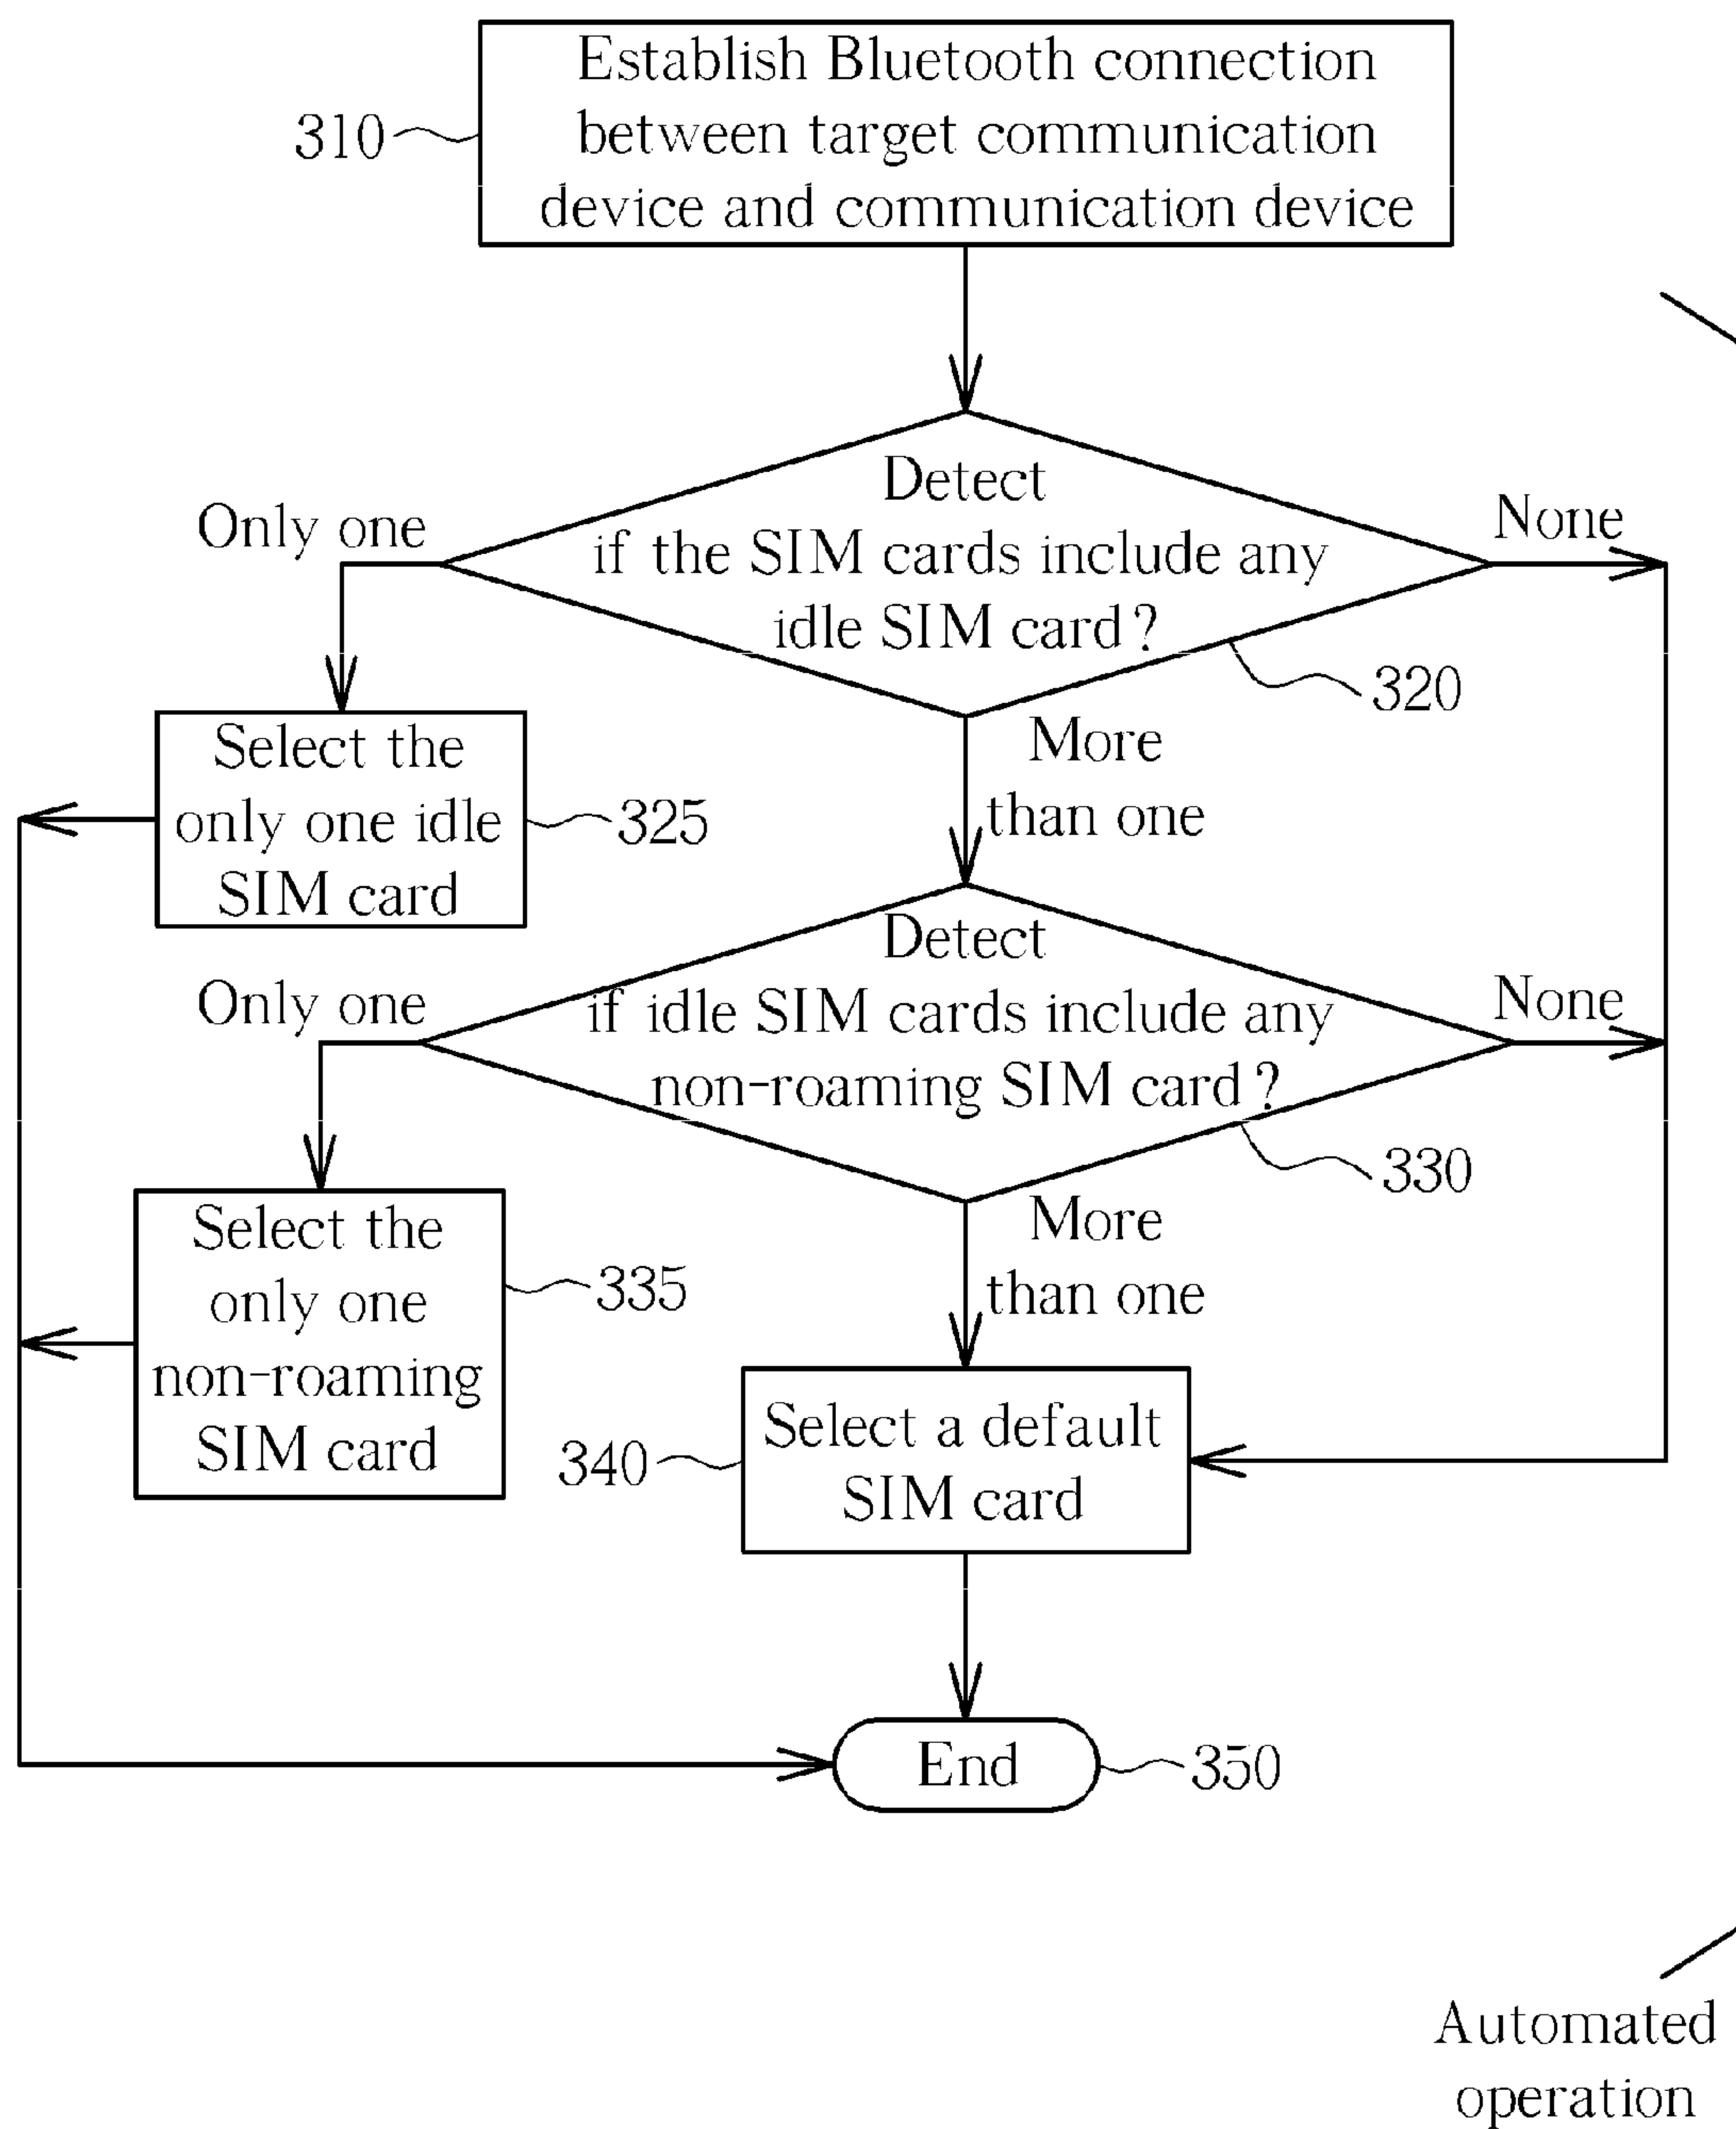 Establish Bluetooth connection
between target communication
device and communication device
310
Detect
if the SIM cards include any
idle SIM card?
320
Only one
None
More
than one
Select the
only one idle
SIM card
325
Detect
if idle SIM cards include any
non-roaming SIM card?
330
Only one
None
More
than one
Select the
only one
non-roaming
SIM card
335
Select a default
SIM card
340
End
350
Automated
operation